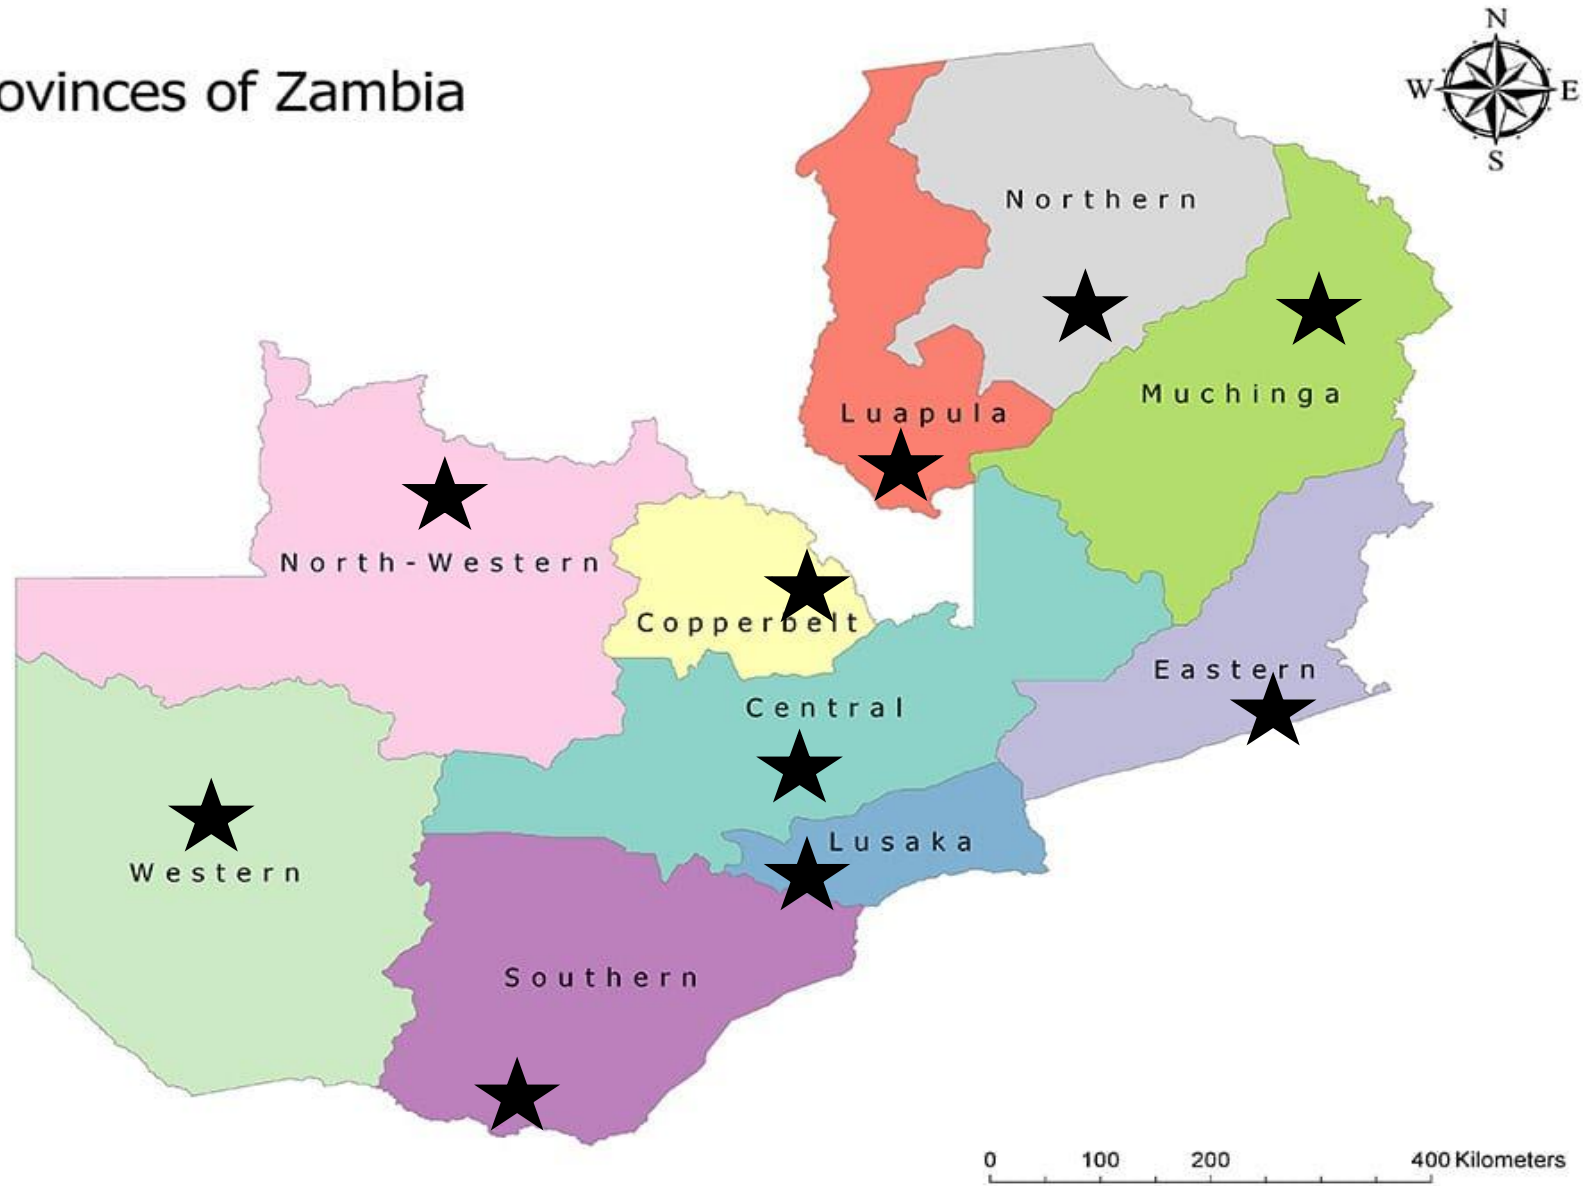 ovinces of Zambia
N
W E
S
Northern
Muchinga
Luapula
North-Western
Copperbelt
Eastern
Central
Lusaka
Western
Southern
0 100 200 400 Kilometers